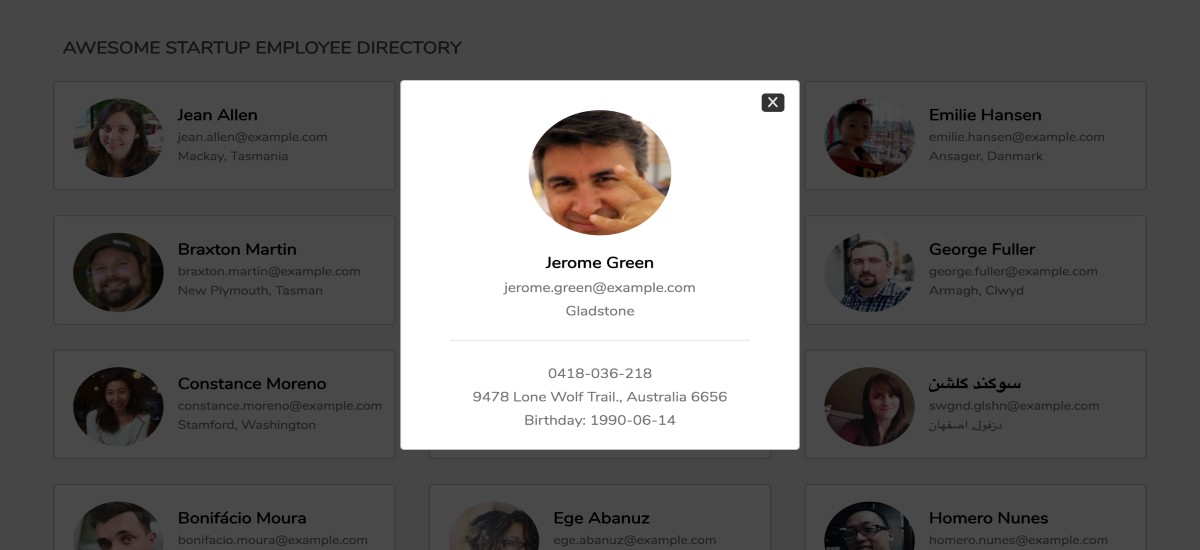 AWESOME STARTUP EMPLOYEE DIRECTORY
Jean Allen
jean.allen@example.com
Mackay, Tasmania
X
Jerome Green
jerome.green@example.com
Gladstone
0418-036-218
9478 Lone Wolf Trail., Australia 6656
Birthday: 1990-06-14
Emilie Hansen
emilie.hansen@example.com
Ansager, Danmark
Braxton Martin
braxton.martin@example.com
New Plymouth, Tasman
George Fuller
george.fuller@example.com
Armagh, Clwyd
Constance Moreno
constance.moreno@example.com
Stamford, Washington
سوگند گلشن
swgnd.glshn@example.com
دزفول, اصفهان
Bonifácio Moura
bonifacio.moura@example.com
Ege Abanuz
ege.abanuz@example.com
Homero Nunes
homero.nunes@example.com